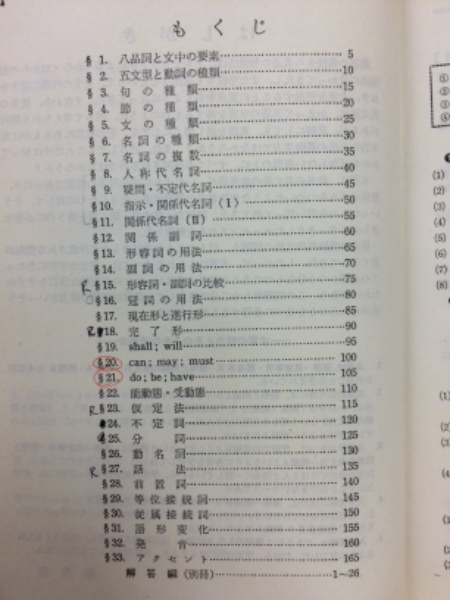 もくじ
§ 1. 八品詞と文中の要素 5
§ 2. 五文型と動詞の種類 10
§ 3. 句の種類 15
§ 4. 節の種類 20
§ 5. 文の種類 25
§ 6. 名詞の種類 30
§ 7. 名詞の複数 35
§ 8. 人称代名詞 40
§ 9. 疑問・不定代名詞 45
§10. 指示・関係代名詞 (Ⅰ) 50
§11. 関係代名詞 (Ⅱ) 55
§12. 関係副詞 60
§13. 形容詞の用法 65
§14. 副詞の用法 70
R §15. 形容詞・副詞の比較 75
§16. 冠詞の用法 80
§17. 現在形と進行形 85
R §18. 完了形 90
§19. shall; will 95
§20. can; may; must 100
§21. do; be; have 105
§22. 能動態・受動態 110
R §23. 仮定法 115
§24. 不定詞 120
§25. 分詞 125
§26. 動名詞 130
R §27. 話法 135
§28. 前置詞 140
§29. 等位接続詞 145
§30. 従属接続詞 150
§31. 語形変化 155
§32. 発音 160
§33. アクセント 165
解答編 (別冊) 1~26
①
②
③
④
(1)
(2)
(3)
(4)
(5)
(6)
(7)
(8)